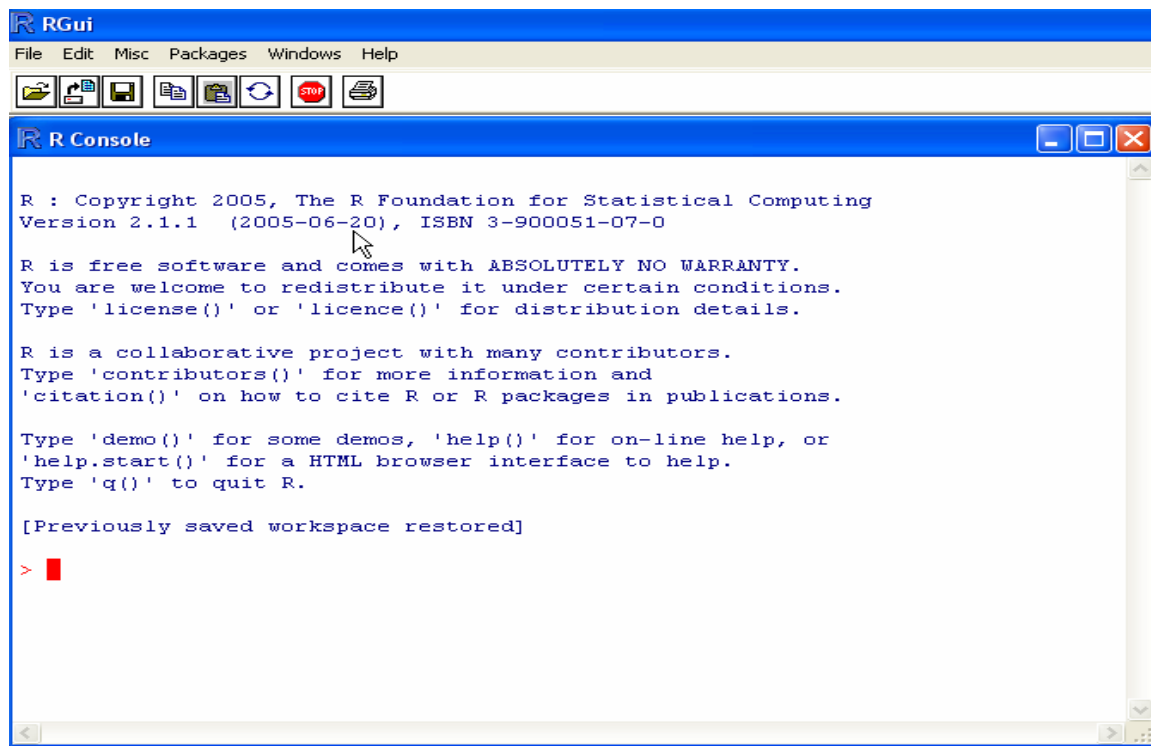 RGui
File Edit Misc Packages Windows Help
STOP
R Console
R : Copyright 2005, The R Foundation for Statistical Computing
Version 2.1.1  (2005-06-20), ISBN 3-900051-07-0
R is free software and comes with ABSOLUTELY NO WARRANTY.
You are welcome to redistribute it under certain conditions.
Type 'license()' or 'licence()' for distribution details.
R is a collaborative project with many contributors.
Type 'contributors()' for more information and
'citation()' on how to cite R or R packages in publications.
Type 'demo()' for some demos, 'help()' for on-line help, or
'help.start()' for a HTML browser interface to help.
Type 'q()' to quit R.
[Previously saved workspace restored]
>